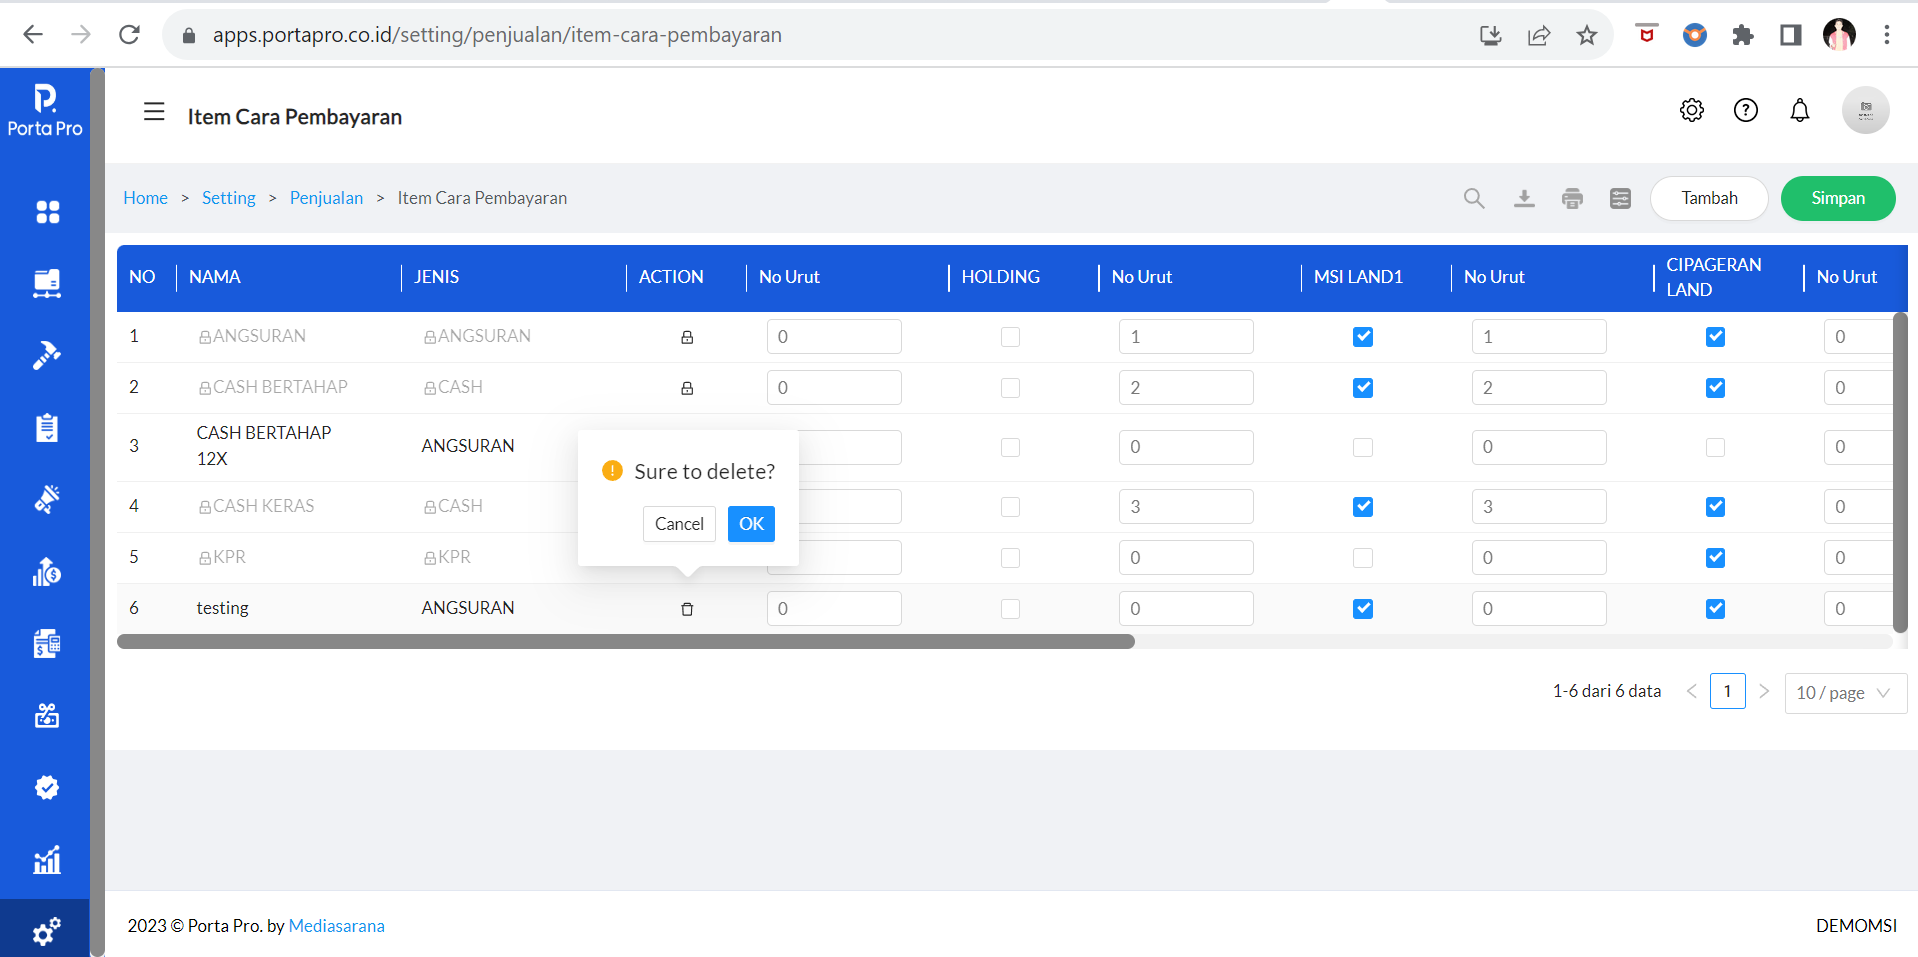 apps.portapro.co.id/setting/penjualan/item-cara-pembayaran
Porta Pro
Item Cara Pembayaran
Home > Setting > Penjualan > Item Cara Pembayaran
Tambah
Simpan
NO NAMA JENIS ACTION No Urut HOLDING No Urut MSI LAND1 No Urut CIPAGERAN LAND No Urut
1 ANGSURAN ANGSURAN 0 1 1 0
2 CASH BERTAHAP CASH 0 2 2 0
3 CASH BERTAHAP 12X ANGSURAN 0 0 0
4 CASH KERAS CASH 3 3 0
5 KPR KPR 0 0 0
6 testing ANGSURAN 0 0 0 0
Sure to delete?
Cancel OK
1-6 dari 6 data < 1 > 10 / page
2023 © Porta Pro. by Mediasarana
DEMOMSI